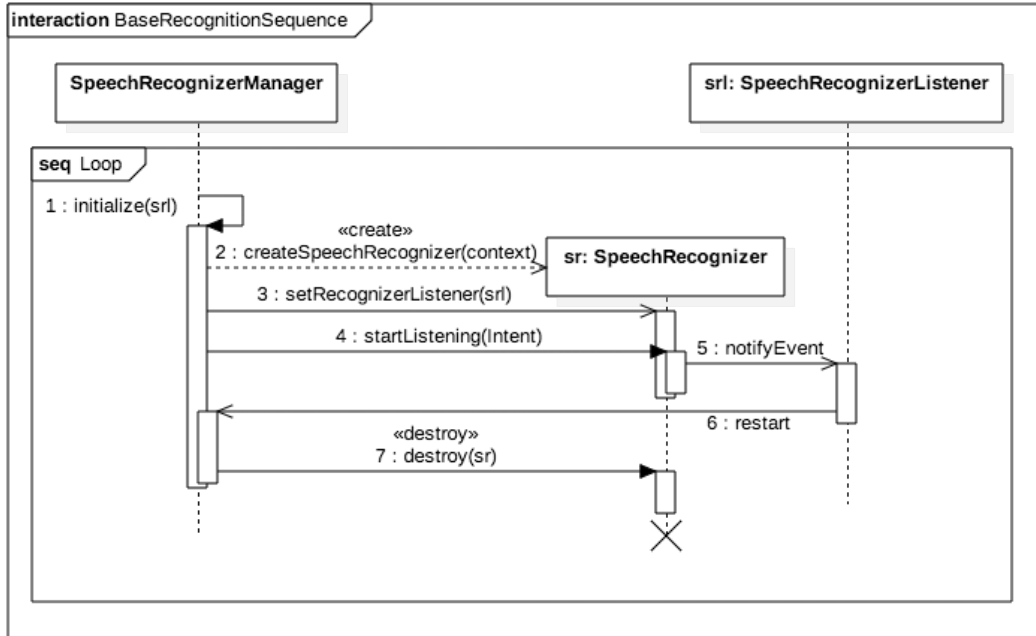 interaction BaseRecognitionSequence
SpeechRecognizerManager
srl: SpeechRecognizerListener
seq Loop
1 : initialize(srl)
«create»
2 : createSpeechRecognizer(context)
sr: SpeechRecognizer
3 : setRecognizerListener(srl)
4 : startListening(Intent)
5 : notifyEvent
6 : restart
«destroy»
7 : destroy(sr)